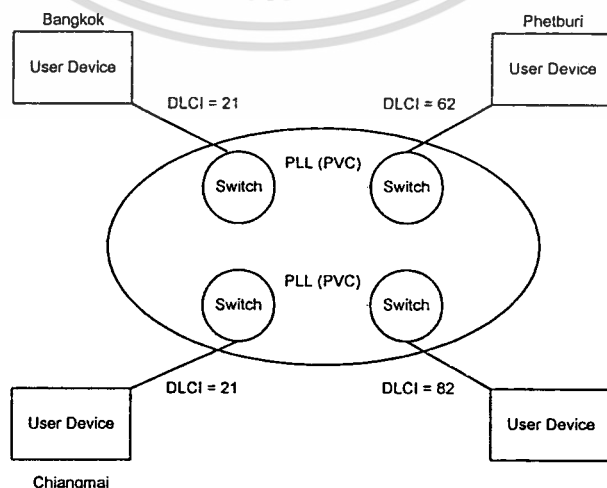 Bangkok
Phetburi
User Device
User Device
DLCI = 21
DLCI = 62
PLL (PVC)
Switch
Switch
PLL (PVC)
Switch
Switch
DLCI = 21
DLCI = 82
User Device
User Device
Chiangmai